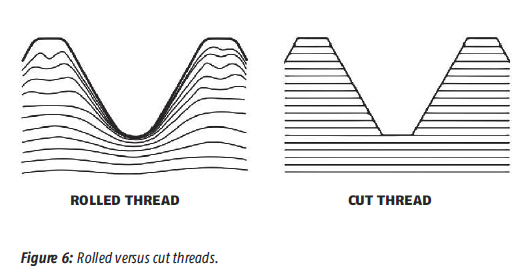 ROLLED THREAD
CUT THREAD
Figure 6: Rolled versus cut threads.